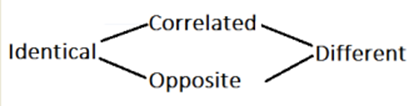 Correlated
Identical
Different
Opposite